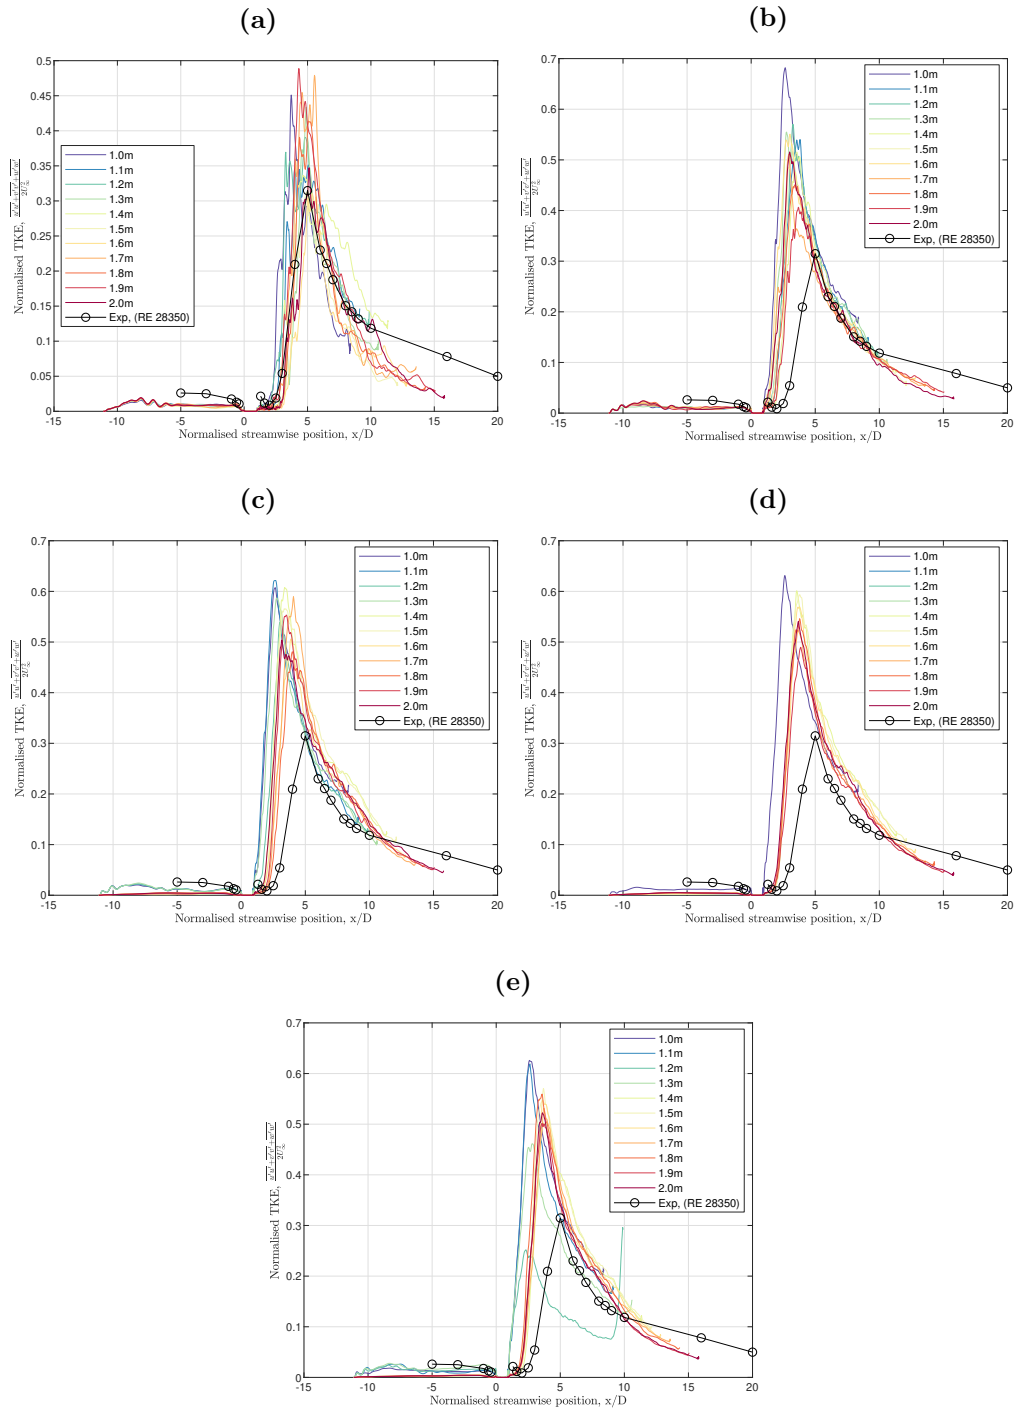 (a)
Normalised TKE, u'u'+v'v'+w'w' / 2U²∞
0.5
0.45
0.4
0.35
0.3
0.25
0.2
0.15
0.1
0.05
0
1.0m
1.1m
1.2m
1.3m
1.4m
1.5m
1.6m
1.7m
1.8m
1.9m
2.0m
Exp, (RE 28350)
-15 -10 -5 0 5 10 15 20
Normalised streamwise position, x/D
(b)
Normalised TKE, u'u'+v'v'+w'w' / 2U²∞
0.7
0.6
0.5
0.4
0.3
0.2
0.1
0
1.0m
1.1m
1.2m
1.3m
1.4m
1.5m
1.6m
1.7m
1.8m
1.9m
2.0m
Exp, (RE 28350)
-15 -10 -5 0 5 10 15 20
Normalised streamwise position, x/D
(c)
Normalised TKE, u'u'+v'v'+w'w' / 2U²∞
0.7
0.6
0.5
0.4
0.3
0.2
0.1
0
1.0m
1.1m
1.2m
1.3m
1.4m
1.5m
1.6m
1.7m
1.8m
1.9m
2.0m
Exp, (RE 28350)
-15 -10 -5 0 5 10 15 20
Normalised streamwise position, x/D
(d)
Normalised TKE, u'u'+v'v'+w'w' / 2U²∞
0.7
0.6
0.5
0.4
0.3
0.2
0.1
0
1.0m
1.1m
1.2m
1.3m
1.4m
1.5m
1.6m
1.7m
1.8m
1.9m
2.0m
Exp, (RE 28350)
-15 -10 -5 0 5 10 15 20
Normalised streamwise position, x/D
(e)
Normalised TKE, u'u'+v'v'+w'w' / 2U²∞
0.7
0.6
0.5
0.4
0.3
0.2
0.1
0
1.0m
1.1m
1.2m
1.3m
1.4m
1.5m
1.6m
1.7m
1.8m
1.9m
2.0m
Exp, (RE 28350)
-15 -10 -5 0 5 10 15 20
Normalised streamwise position, x/D